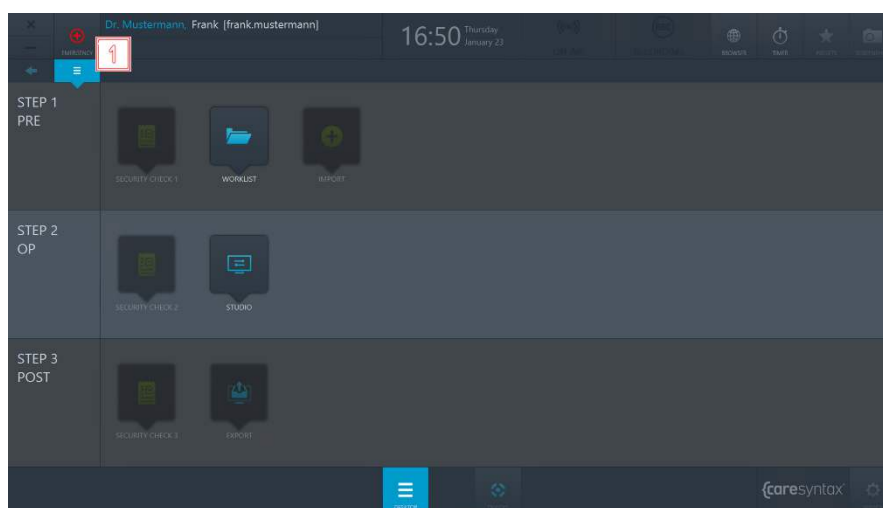 Dr. Mustermann, Frank [frank.mustermann]
16:50 Thursday
January 23
EMERGENCY
1
BROWSER
TIMER
STEP 1
PRE
SECURITY CHECK 1
WORKLIST
IMPORT
STEP 2
OP
SECURITY CHECK 2
STUDIO
STEP 3
POST
SECURITY CHECK 3
EXPORT
DESKTOP
{caresyntax